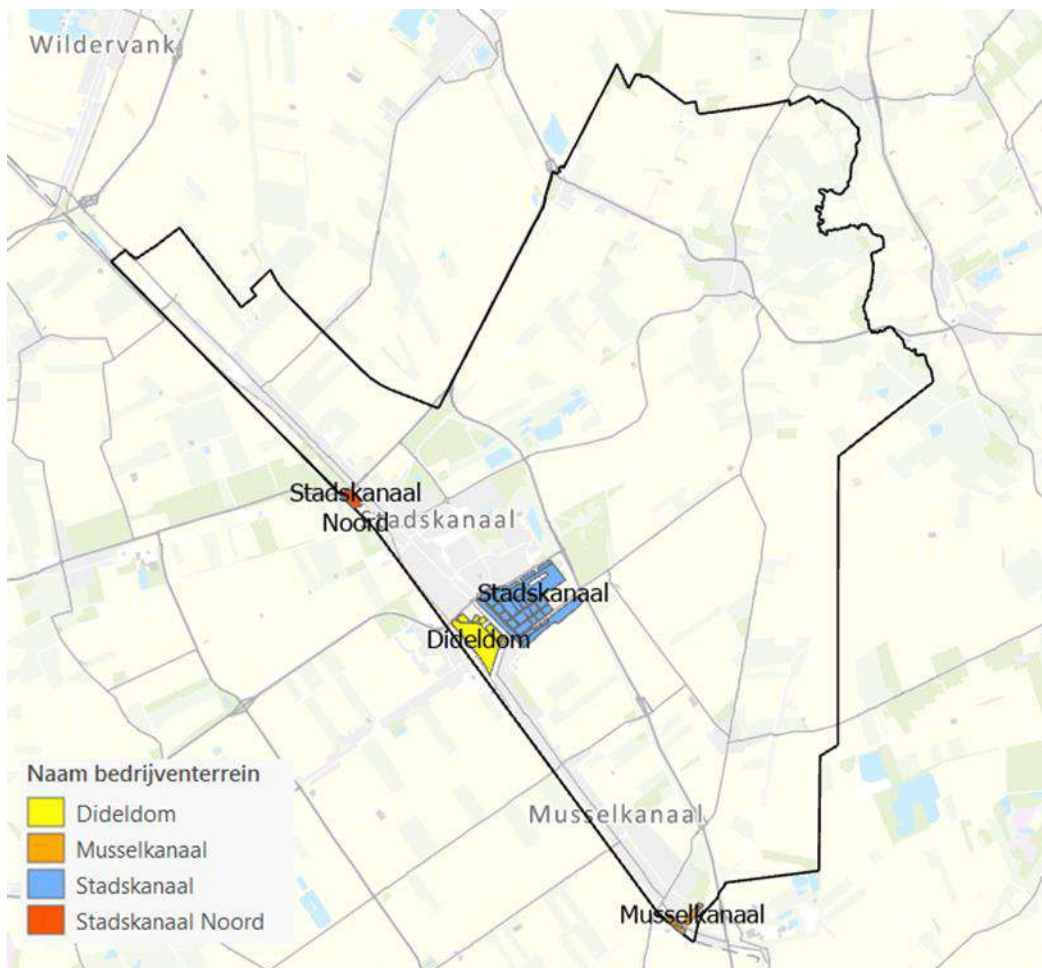 Wildervank
Stadskanaal
Noord
Stadskanaal
Stadskanaal
Dideldom
Musselkanaal
Musselkanaal
Naam bedrijventerrein
Dideldom
Musselkanaal
Stadskanaal
Stadskanaal Noord